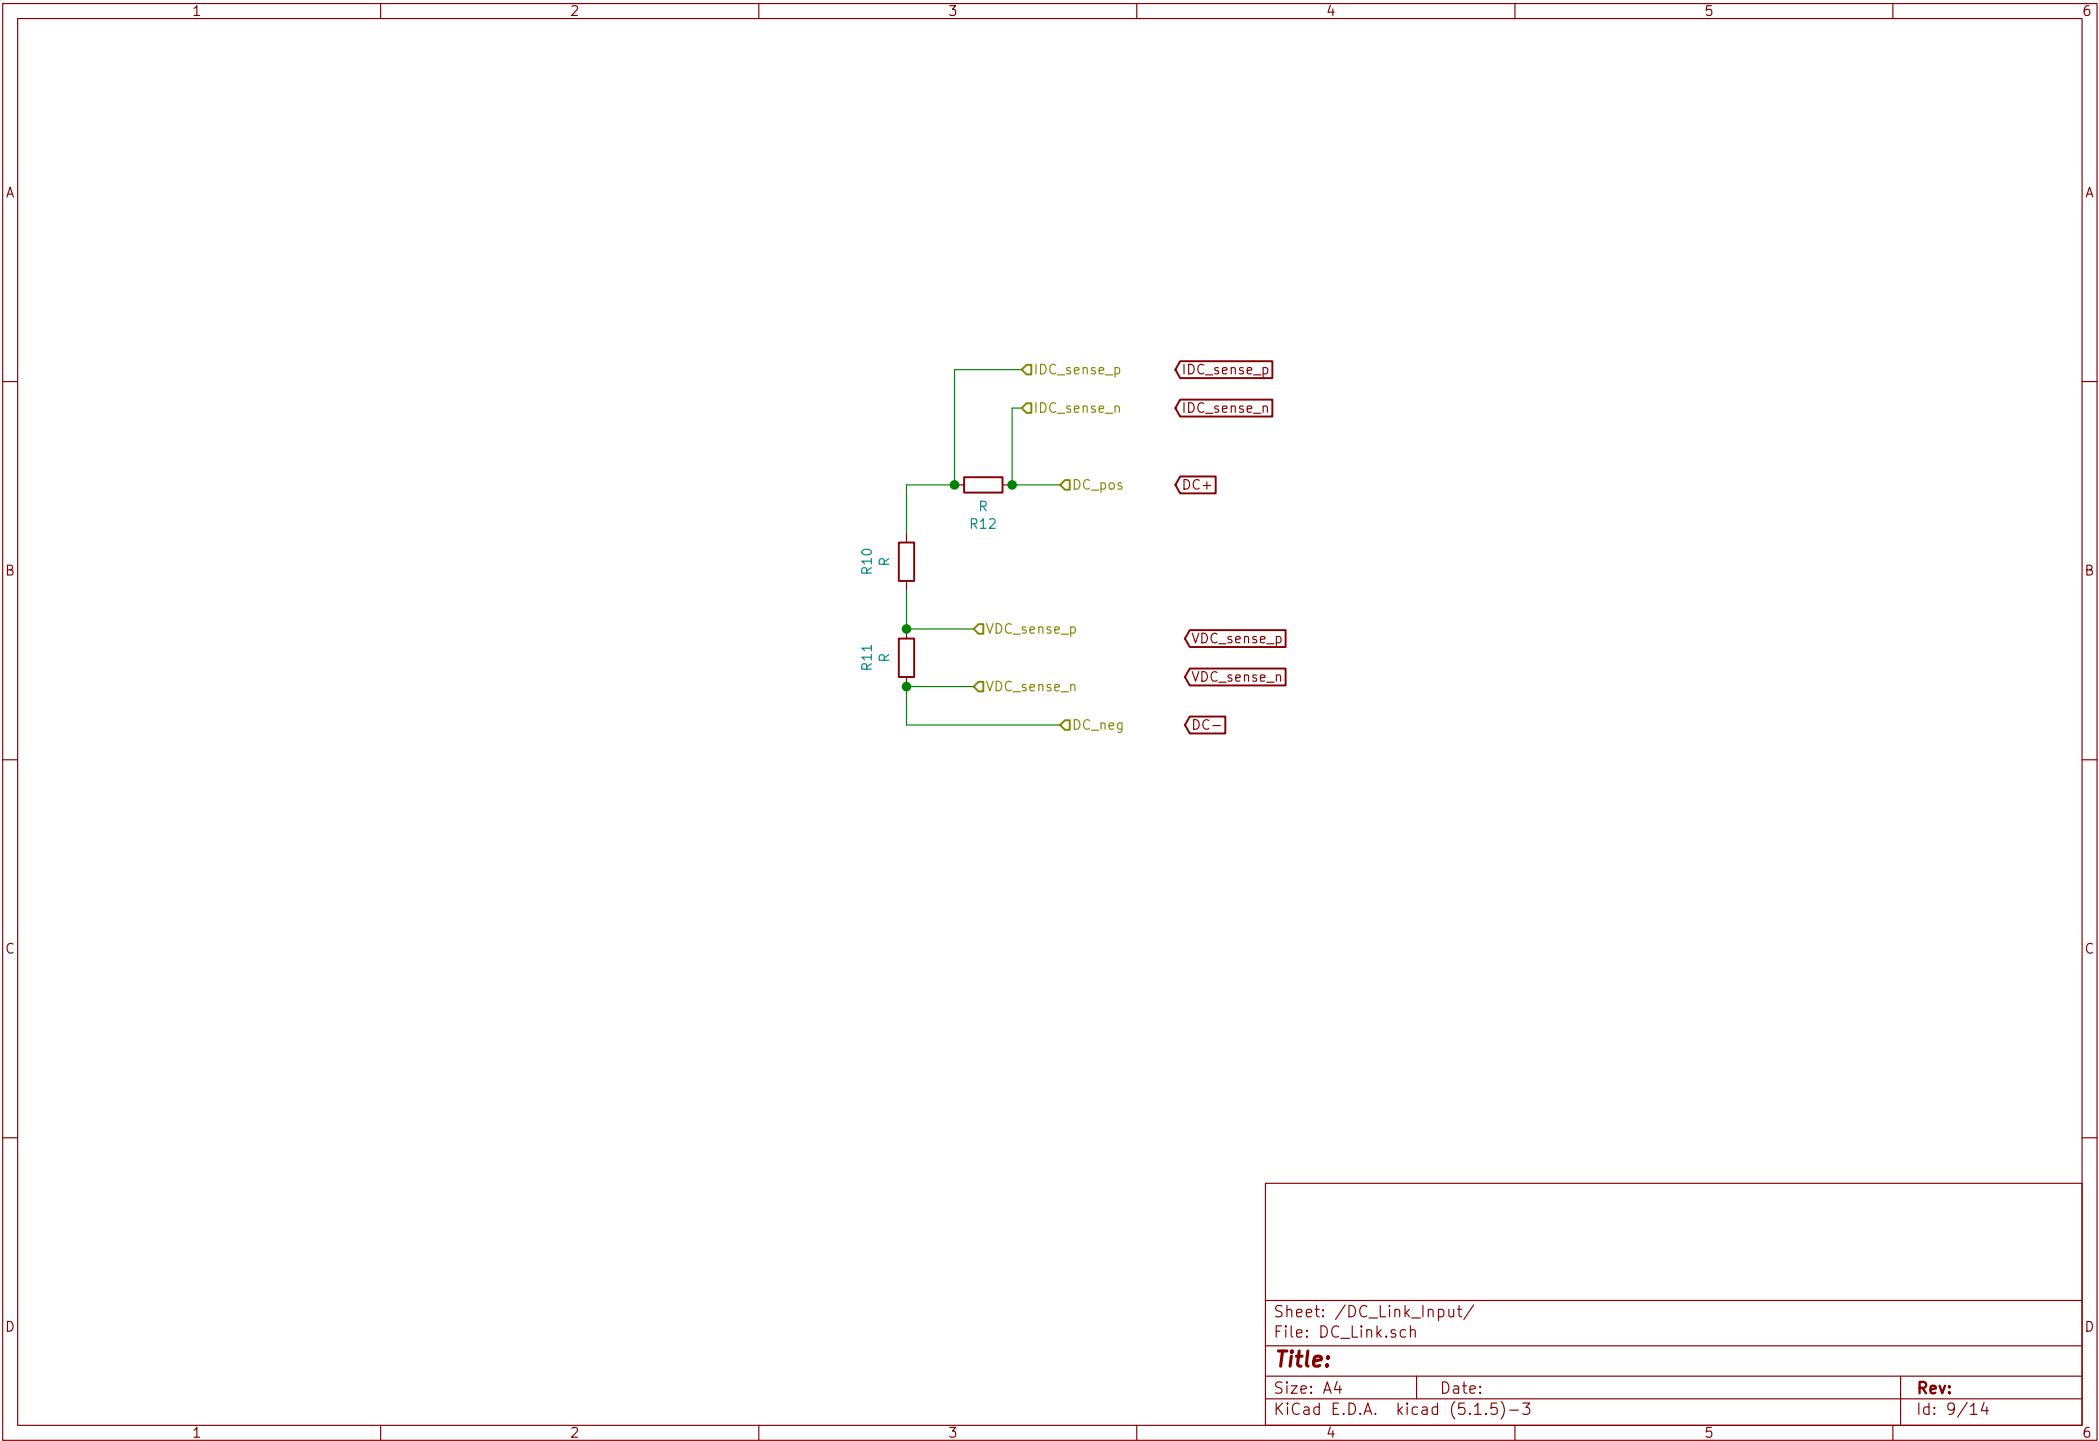 1 2 3 4 5 6
A A
IDC_sense_p IDC_sense_p
IDC_sense_n IDC_sense_n
DC_pos DC+
R
R12
R10
R
B B
VDC_sense_p VDC_sense_p
R11
R
VDC_sense_n VDC_sense_n
DC_neg DC-
C C
Sheet: /DC_Link_Input/
File: DC_Link.sch
D D
Title:
Size: A4 Date: Rev:
KiCad E.D.A. kicad (5.1.5)-3 Id: 9/14
1 2 3 4 5 6